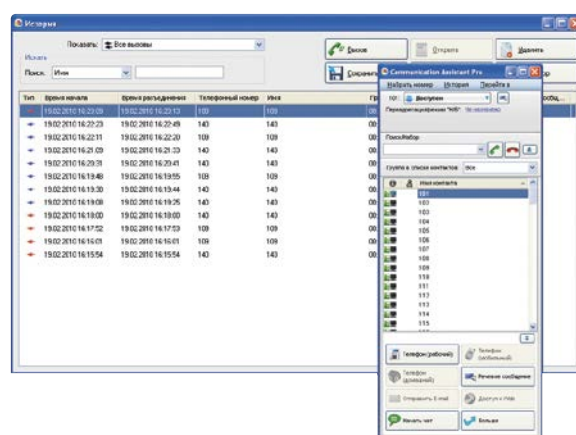 История
Показать: Все вызовы
Искать
Поиск: Имя
Вызов
Открыть
Удалить
Сохранить
Тип Время начала Время разъединения Телефонный номер Имя
19.02.2010 16:23:09 19.02.2010 16:23:13 109 109
19.02.2010 16:22:23 19.02.2010 16:22:49 143 143
19.02.2010 16:22:11 19.02.2010 16:22:20 109 109
19.02.2010 16:21:09 19.02.2010 16:21:33 143 143
19.02.2010 16:20:31 19.02.2010 16:20:41 143 143
19.02.2010 16:19:48 19.02.2010 16:19:55 109 109
19.02.2010 16:19:30 19.02.2010 16:19:44 143 143
19.02.2010 16:19:08 19.02.2010 16:19:25 143 143
19.02.2010 16:18:00 19.02.2010 16:18:00 143 143
19.02.2010 16:17:52 19.02.2010 16:17:53 109 109
19.02.2010 16:16:01 19.02.2010 16:16:01 109 109
19.02.2010 16:15:54 19.02.2010 16:15:54 143 143
Communication Assistant Pro
Набрать номер История Перейти в
Доступен
Поиск/Набор
Группа в списке контактов Все
Имя контакта
101
102
103
104
105
106
107
108
109
110
111
112
113
114
115
Телефон (рабочий)
Телефон (мобильный)
Телефон (домашний)
Речевое сообщение
Отправить E-mail
Доступ к Web
Начать чат
Больше